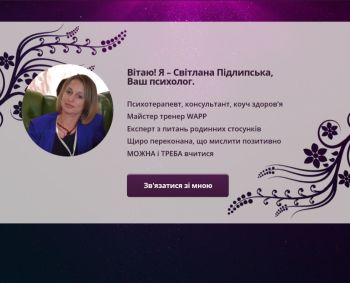 Вітаю! Я – Світлана Підлипська,
Ваш психолог.
Психотерапевт, консультант, коуч здоров'я
Майстер тренер WAPP
Експерт з питань родинних стосунків
Щиро переконана, що мислити позитивно
МОЖНА і ТРЕБА вчитися
Зв'язатися зі мною